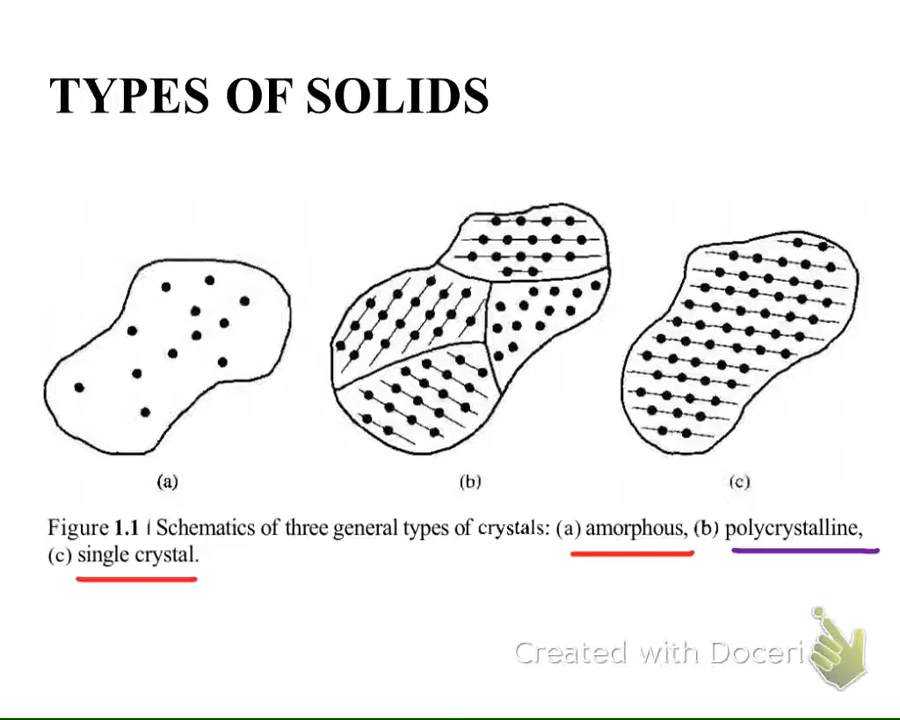 TYPES OF SOLIDS
(a)
(b)
(c)
Figure 1.1 | Schematics of three general types of crystals: (a) amorphous, (b) polycrystalline,
(c) single crystal.
Created with Doceri